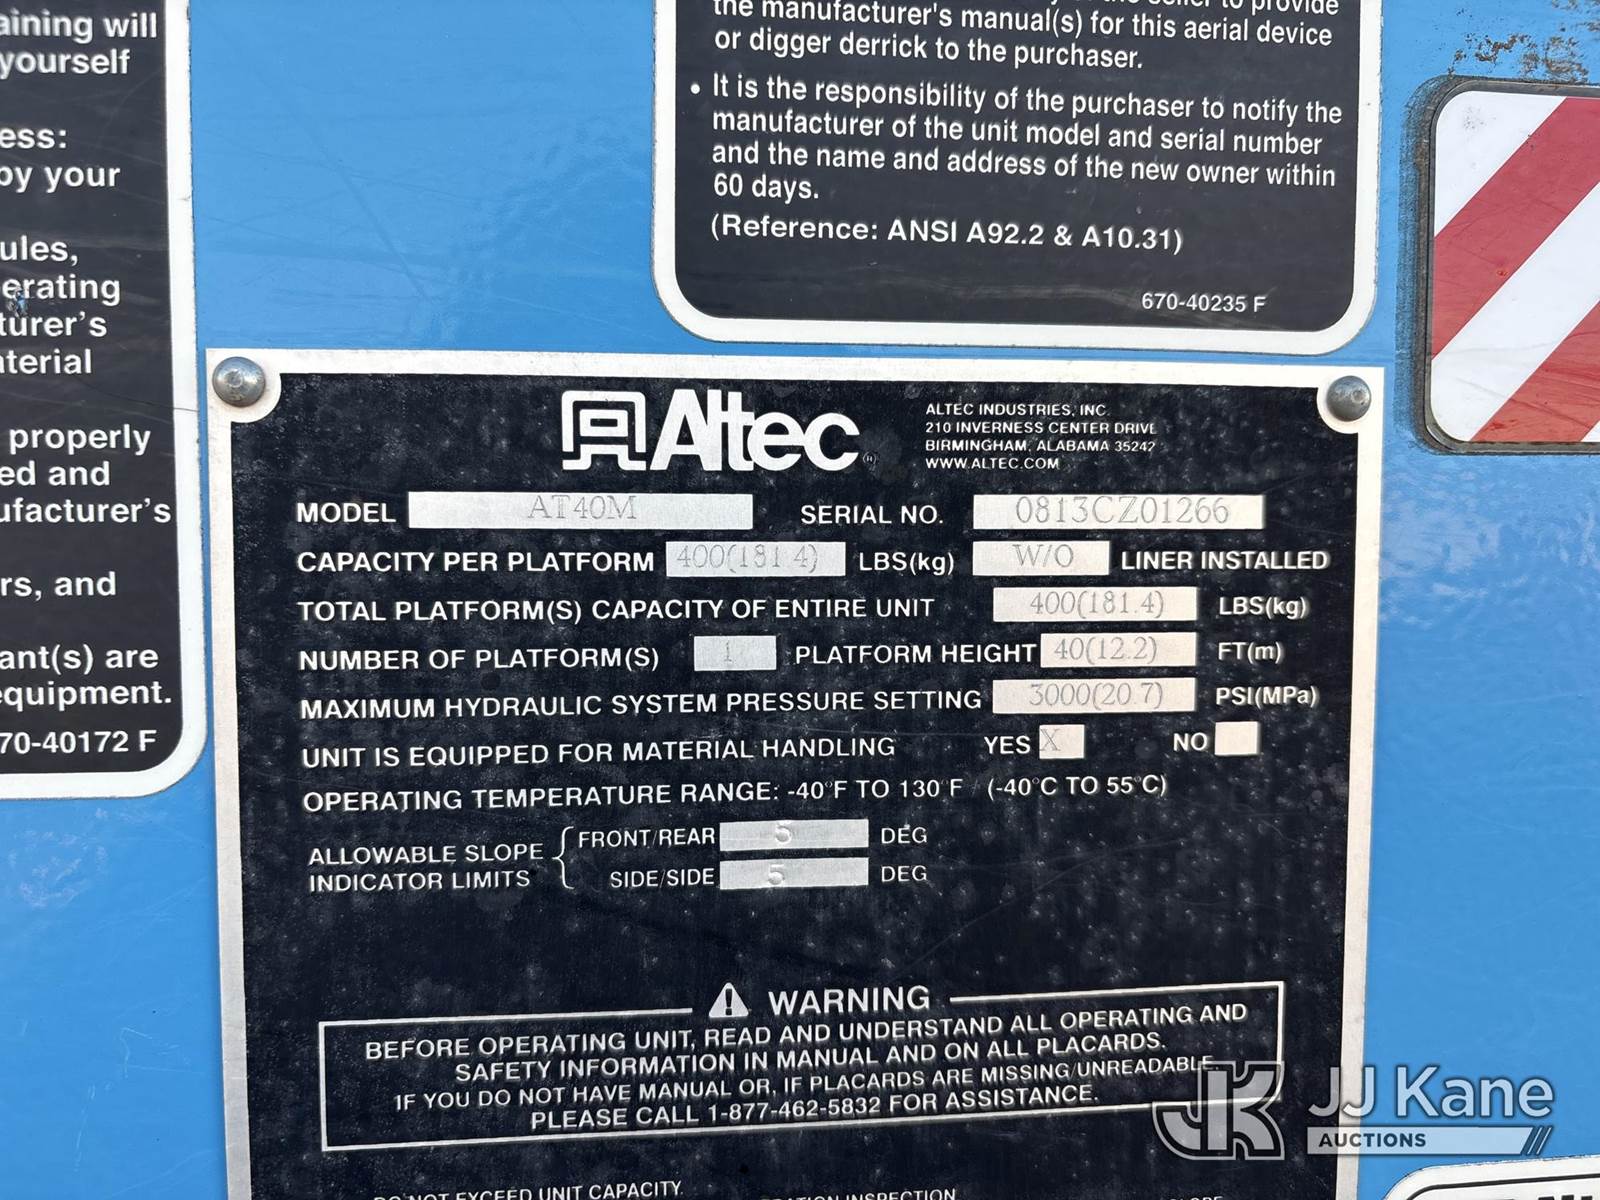 aining will
yourself
ess:
by your
ules,
erating
turer's
aterial
properly
ed and
ufacturer's
rs, and
ant(s) are
equipment.
70-40172 F
the manufacturer's manual(s) for this aerial device
or digger derrick to the purchaser.
• It is the responsibility of the purchaser to notify the
manufacturer of the unit model and serial number
and the name and address of the new owner within
60 days.
(Reference: ANSI A92.2 & A10.31)
670-40235 F
Altec
ALTEC INDUSTRIES, INC.
210 INVERNESS CENTER DRIVE
BIRMINGHAM, ALABAMA 35242
WWW.ALTEC.COM
MODEL AT40M SERIAL NO. 0813CZ01266
CAPACITY PER PLATFORM 400(181.4) LBS(kg) W/O LINER INSTALLED
TOTAL PLATFORM(S) CAPACITY OF ENTIRE UNIT 400(181.4) LBS(kg)
NUMBER OF PLATFORM(S) 1 PLATFORM HEIGHT 40(12.2) FT(m)
MAXIMUM HYDRAULIC SYSTEM PRESSURE SETTING 3000(20.7) PSI(MPa)
UNIT IS EQUIPPED FOR MATERIAL HANDLING YES X NO
OPERATING TEMPERATURE RANGE: -40°F TO 130°F / (-40°C TO 55°C)
ALLOWABLE SLOPE INDICATOR LIMITS
FRONT/REAR 5 DEG
SIDE/SIDE 5 DEG
⚠ WARNING
BEFORE OPERATING UNIT, READ AND UNDERSTAND ALL OPERATING AND
SAFETY INFORMATION IN MANUAL AND ON ALL PLACARDS.
IF YOU DO NOT HAVE MANUAL OR, IF PLACARDS ARE MISSING/UNREADABLE,
PLEASE CALL 1-877-462-5832 FOR ASSISTANCE.
DO NOT EXCEED UNIT CAPACITY.
INSPECTION
JK JJ Kane
AUCTIONS